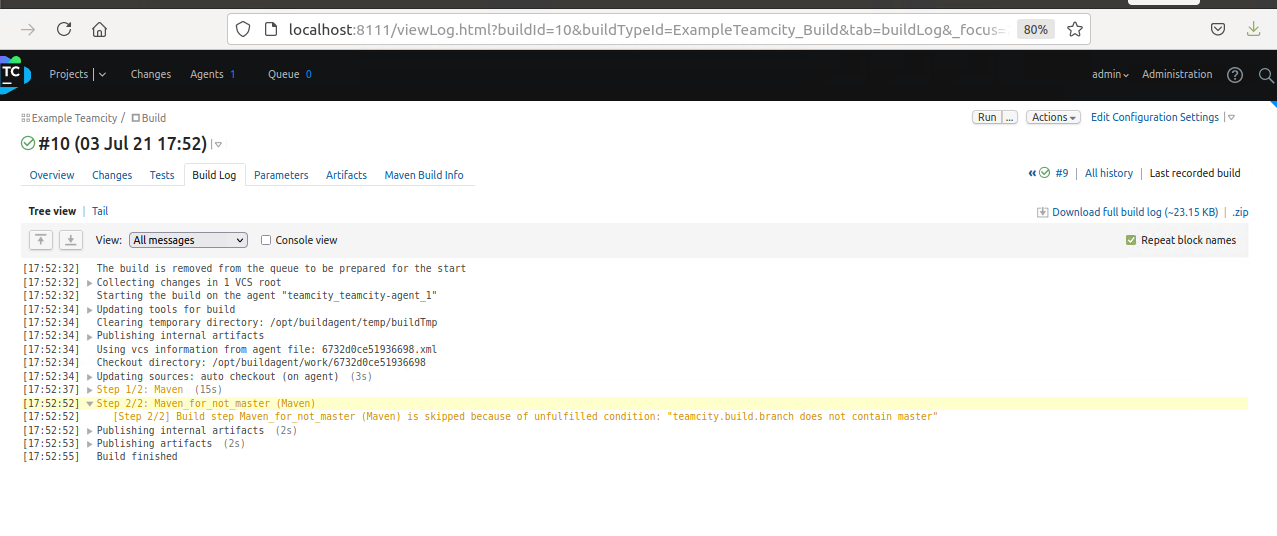 localhost:8111/viewLog.html?buildId=10&buildTypeId=ExampleTeamcity_Build&tab=buildLog&_focus= 80%
TC Projects Changes Agents 1 Queue 0 admin Administration ?
Example Teamcity / Build Run ... Actions Edit Configuration Settings
#10 (03 Jul 21 17:52)
Overview Changes Tests Build Log Parameters Artifacts Maven Build Info « #9 | All history | Last recorded build
Tree view | Tail Download full build log (~23.15 KB) | .zip
View: All messages Console view Repeat block names
[17:52:32] The build is removed from the queue to be prepared for the start
[17:52:32] Collecting changes in 1 VCS root
[17:52:32] Starting the build on the agent "teamcity_teamcity-agent_1"
[17:52:34] Updating tools for build
[17:52:34] Clearing temporary directory: /opt/buildagent/temp/buildTmp
[17:52:34] Publishing internal artifacts
[17:52:34] Using vcs information from agent file: 6732d0ce51936698.xml
[17:52:34] Checkout directory: /opt/buildagent/work/6732d0ce51936698
[17:52:34] Updating sources: auto checkout (on agent) (3s)
[17:52:37] Step 1/2: Maven (15s)
[17:52:52] Step 2/2: Maven_for_not_master (Maven)
[17:52:52] [Step 2/2] Build step Maven_for_not_master (Maven) is skipped because of unfulfilled condition: "teamcity.build.branch does not contain master"
[17:52:52] Publishing internal artifacts (2s)
[17:52:53] Publishing artifacts (2s)
[17:52:55] Build finished